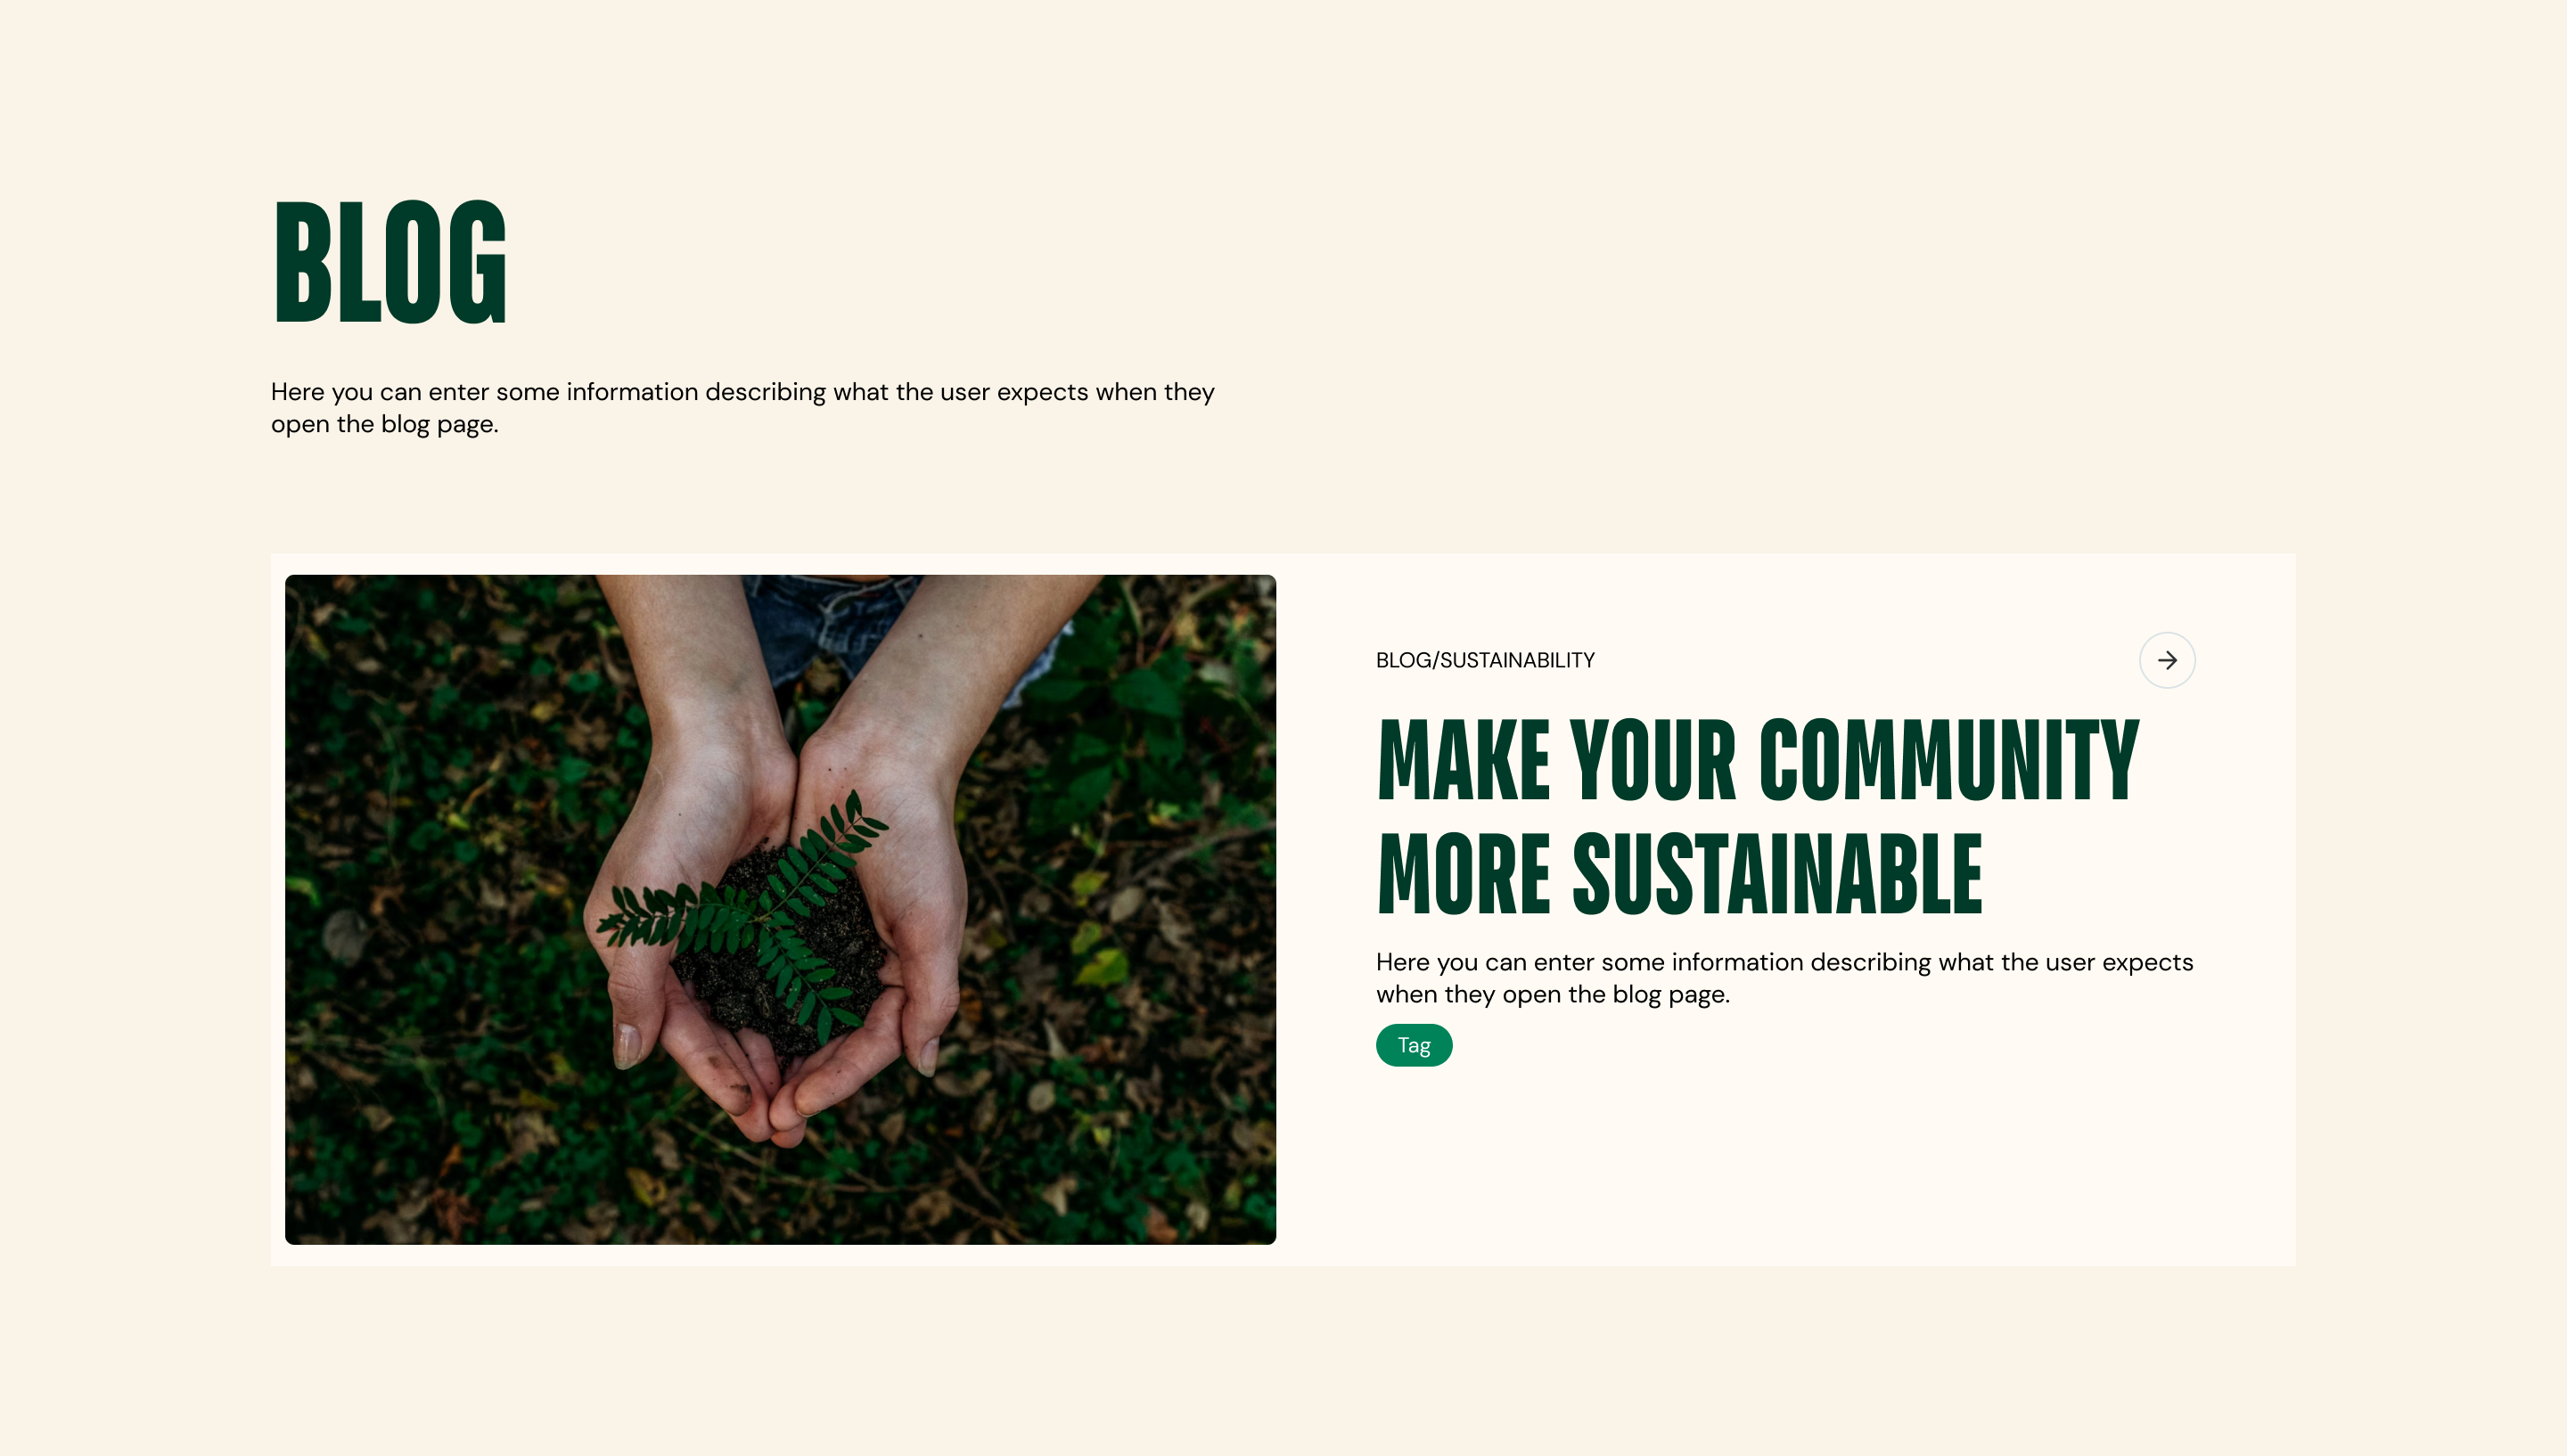 BLOG
Here you can enter some information describing what the user expects when they
open the blog page.
BLOG/SUSTAINABILITY
MAKE YOUR COMMUNITY
MORE SUSTAINABLE
Here you can enter some information describing what the user expects
when they open the blog page.
Tag